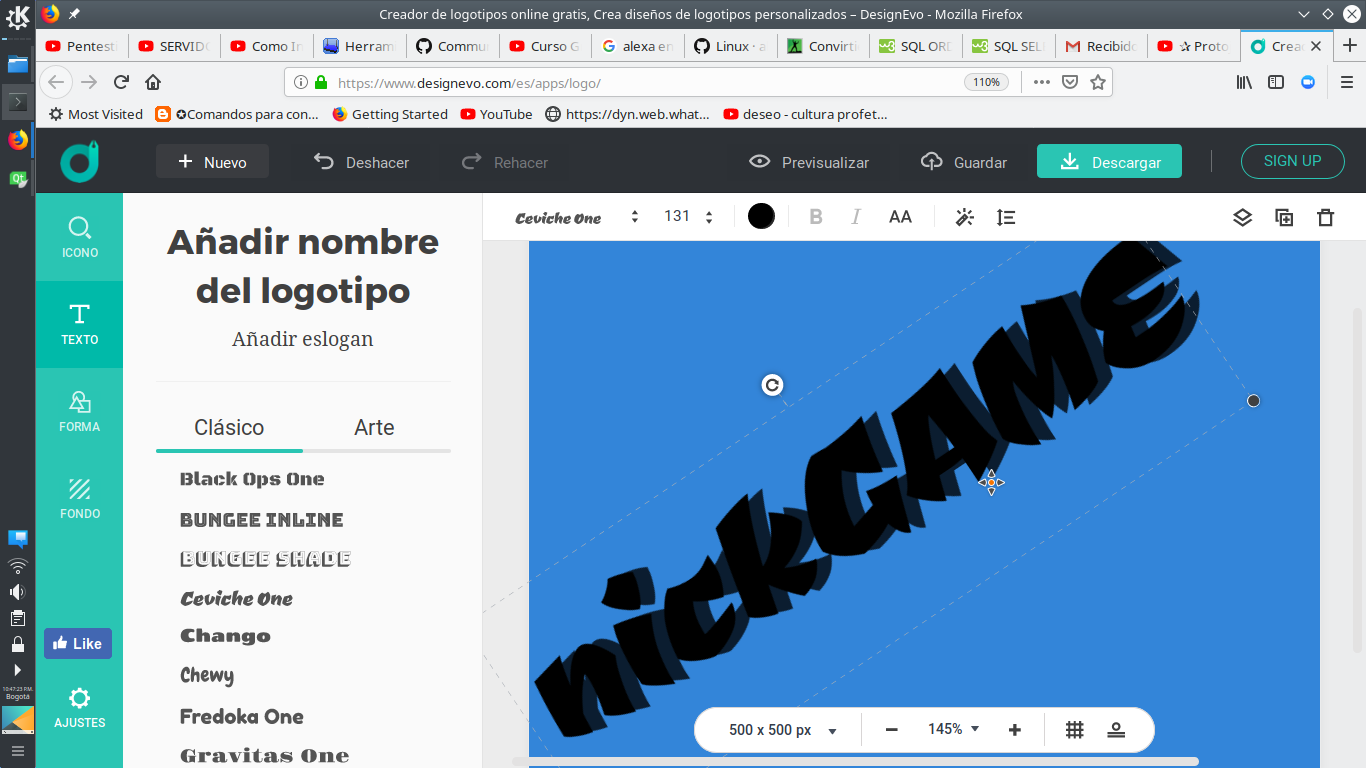 Creador de logotipos online gratis, Crea diseños de logotipos personalizados – DesignEvo - Mozilla Firefox
Pentest
SERVIDO
Como In
Herram
Commu
Curso G
alexa en
Linux · a
Convirti
SQL ORD
SQL SEL
Recibido
✰ Proto
Crea
https://www.designevo.com/es/apps/logo/
110%
Most Visited
✪Comandos para con...
Getting Started
YouTube
https://dyn.web.what...
deseo - cultura profet...
Nuevo
Deshacer
Rehacer
Previsualizar
Guardar
Descargar
SIGN UP
ICONO
TEXTO
FORMA
FONDO
Like
AJUSTES
Añadir nombre
del logotipo
Añadir eslogan
Clásico
Arte
Black Ops One
BUNGEE INLINE
BUNGEE SHADE
Ceviche One
Chango
Chewy
Fredoka One
Gravitas One
Ceviche One
131
B
I
AA
nickGAME
500 x 500 px
145%
10:47:23 P.M.
Bogotá
Qt